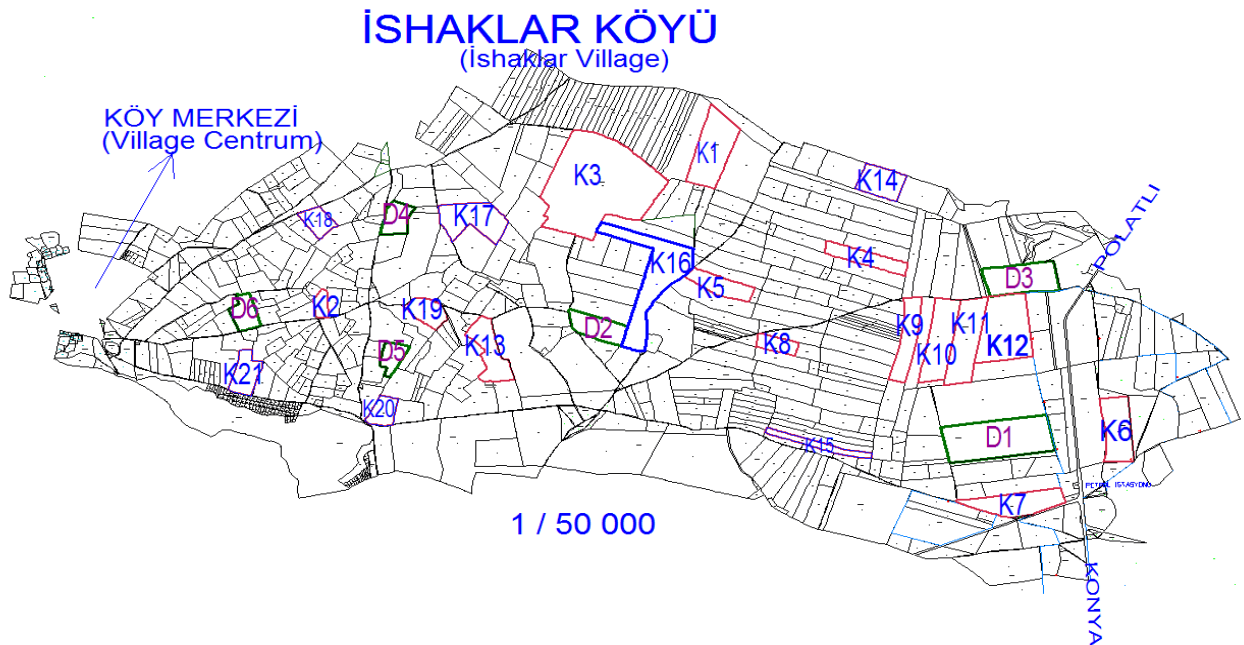 İSHAKLAR KÖYÜ
(İshaklar Village)
KÖY MERKEZİ
(Village Centrum)
K1
K3
K14
POLATLI
K18
D4
K17
K4
K16
D3
K5
D6
K2
K19
D2
K13
K8
K9
K10
K11
K12
D5
K21
K20
K15
D1
K6
PETROL İSTASYONU
K7
1 / 50 000
KONYA